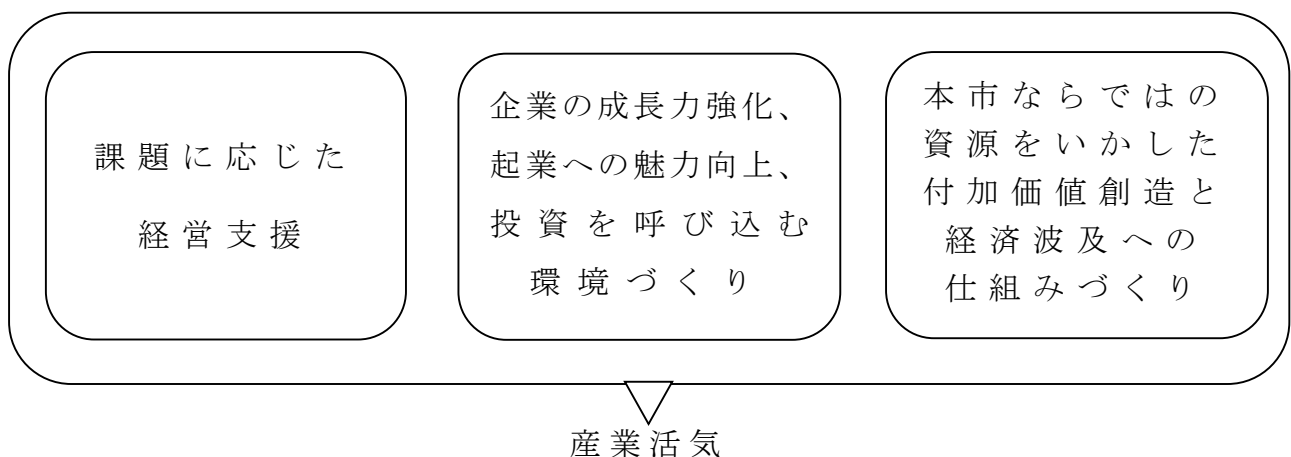 課題に応じた
経営支援
企業の成長力強化、
起業への魅力向上、
投資を呼び込む
環境づくり
本市ならではの
資源をいかした
付加価値創造と
経済波及への
仕組みづくり
産業活気